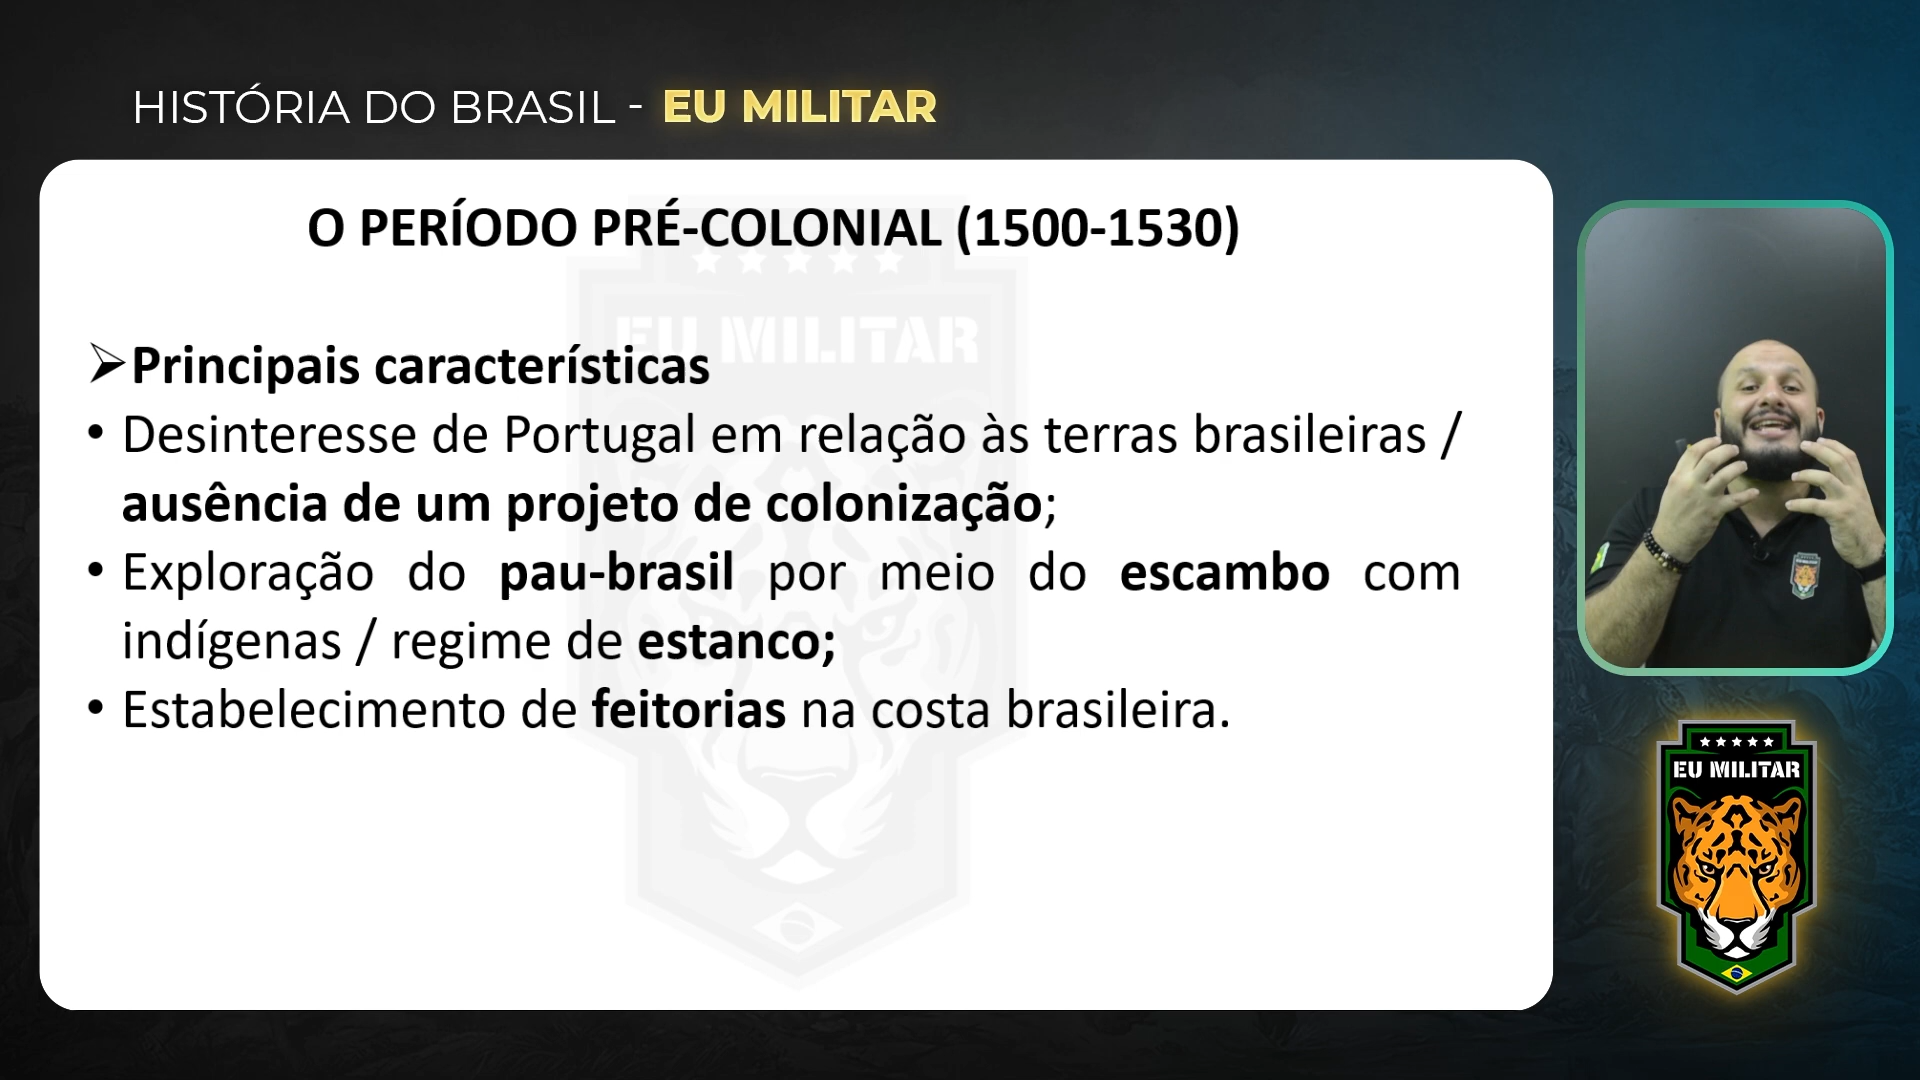 HISTÓRIA DO BRASIL - EU MILITAR
O PERÍODO PRÉ-COLONIAL (1500-1530)
EU MILITAR
➢Principais características
• Desinteresse de Portugal em relação às terras brasileiras /
ausência de um projeto de colonização;
• Exploração do pau-brasil por meio do escambo com
indígenas / regime de estanco;
• Estabelecimento de feitorias na costa brasileira.
EU MILITAR